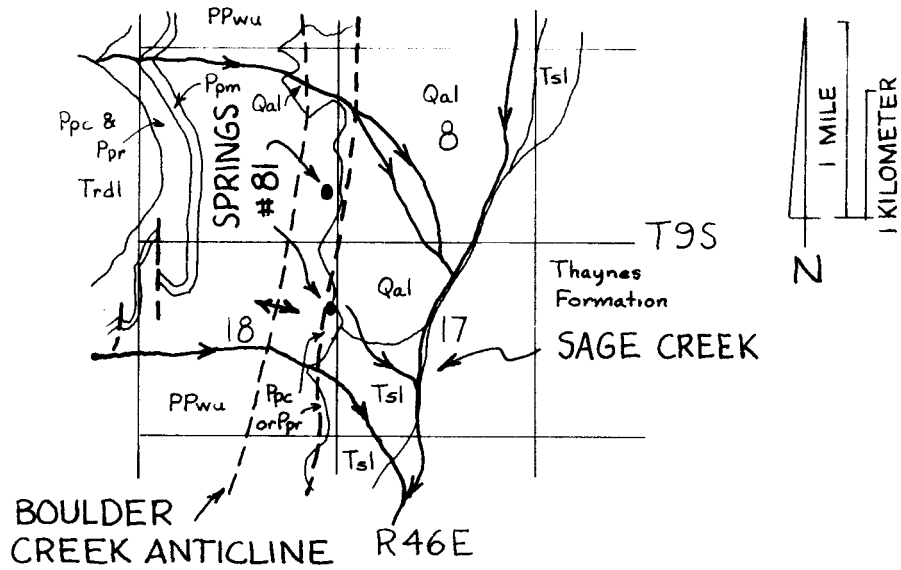 PPwu
Ppm
Qal
Qal
8
Tsl
Ppc &
Ppr
Trdl
SPRINGS
#81
1 MILE
1 KILOMETER
N
T9S
Thaynes
Formation
Qal
18
17
SAGE CREEK
PPwu
Ppc
or Ppr
Tsl
Tsl
BOULDER
CREEK ANTICLINE
R46E